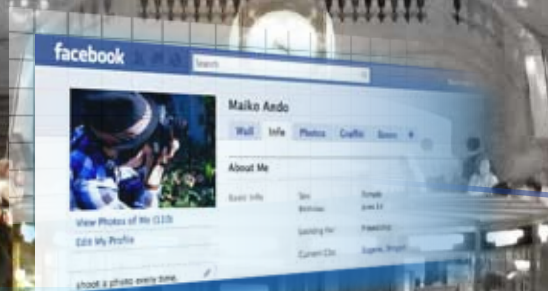 facebook
Search
Maiko Ando
Wall Info Photos Graffiti Boxes +
About Me
Basic Info Sex: Female
Birthday:
Looking For: Friendship
Current City: Eugene, Oregon
View Photos of Me (110)
Edit My Profile
shoot a photo every time.